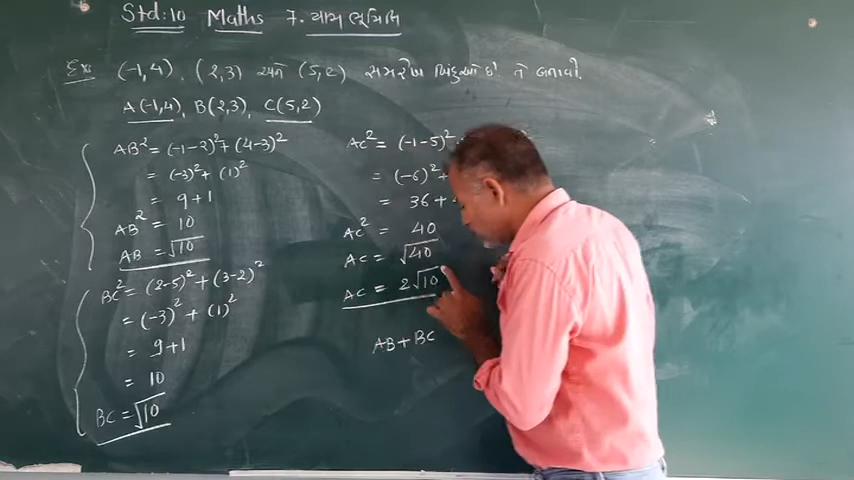 Std:10 Maths 7. યામ ભૂમિતિ
Ex (-1,4), (2,3) અને (5,2) સમરેખ બિંદુઓ છે તે બતાવો.
A(-1,4), B(2,3), C(5,2)
AB² = (-1-2)² + (4-3)²
= (-3)² + (1)²
= 9+1
AB² = 10
AB = √10
BC² = (2-5)² + (3-2)²
= (-3)² + (1)²
= 9+1
= 10
BC = √10
AC² = (-1-5)²
= (-6)² +
= 36 +
AC² = 40
AC = √40
AC = 2√10
AB + BC